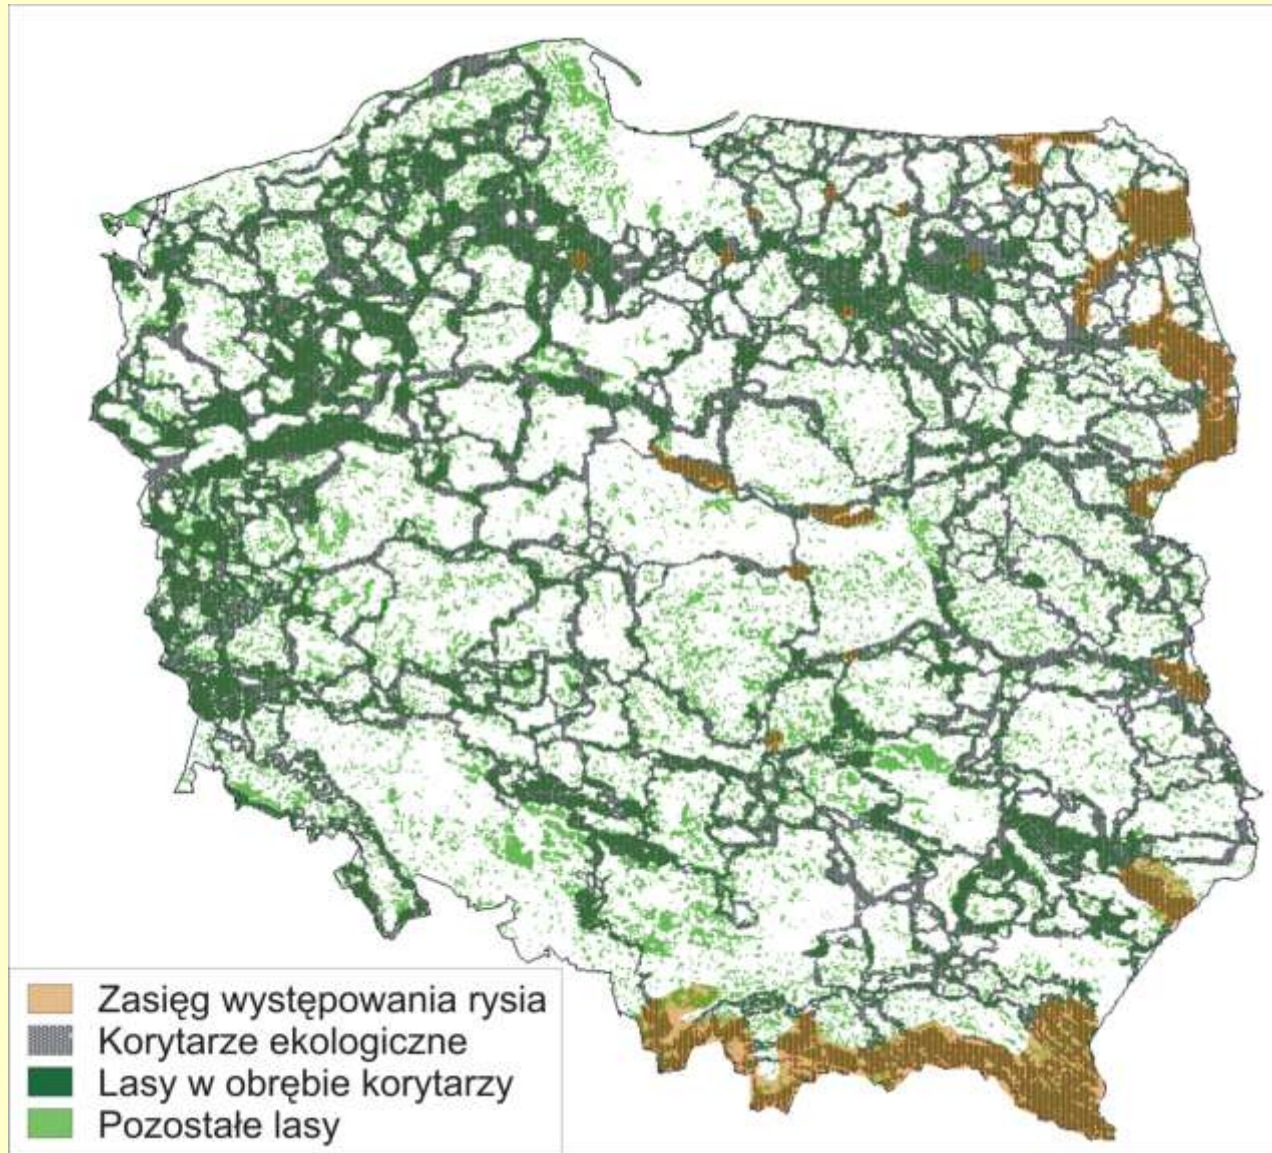 Zasięg występowania rysia
Korytarze ekologiczne
Lasy w obrębie korytarzy
Pozostałe lasy